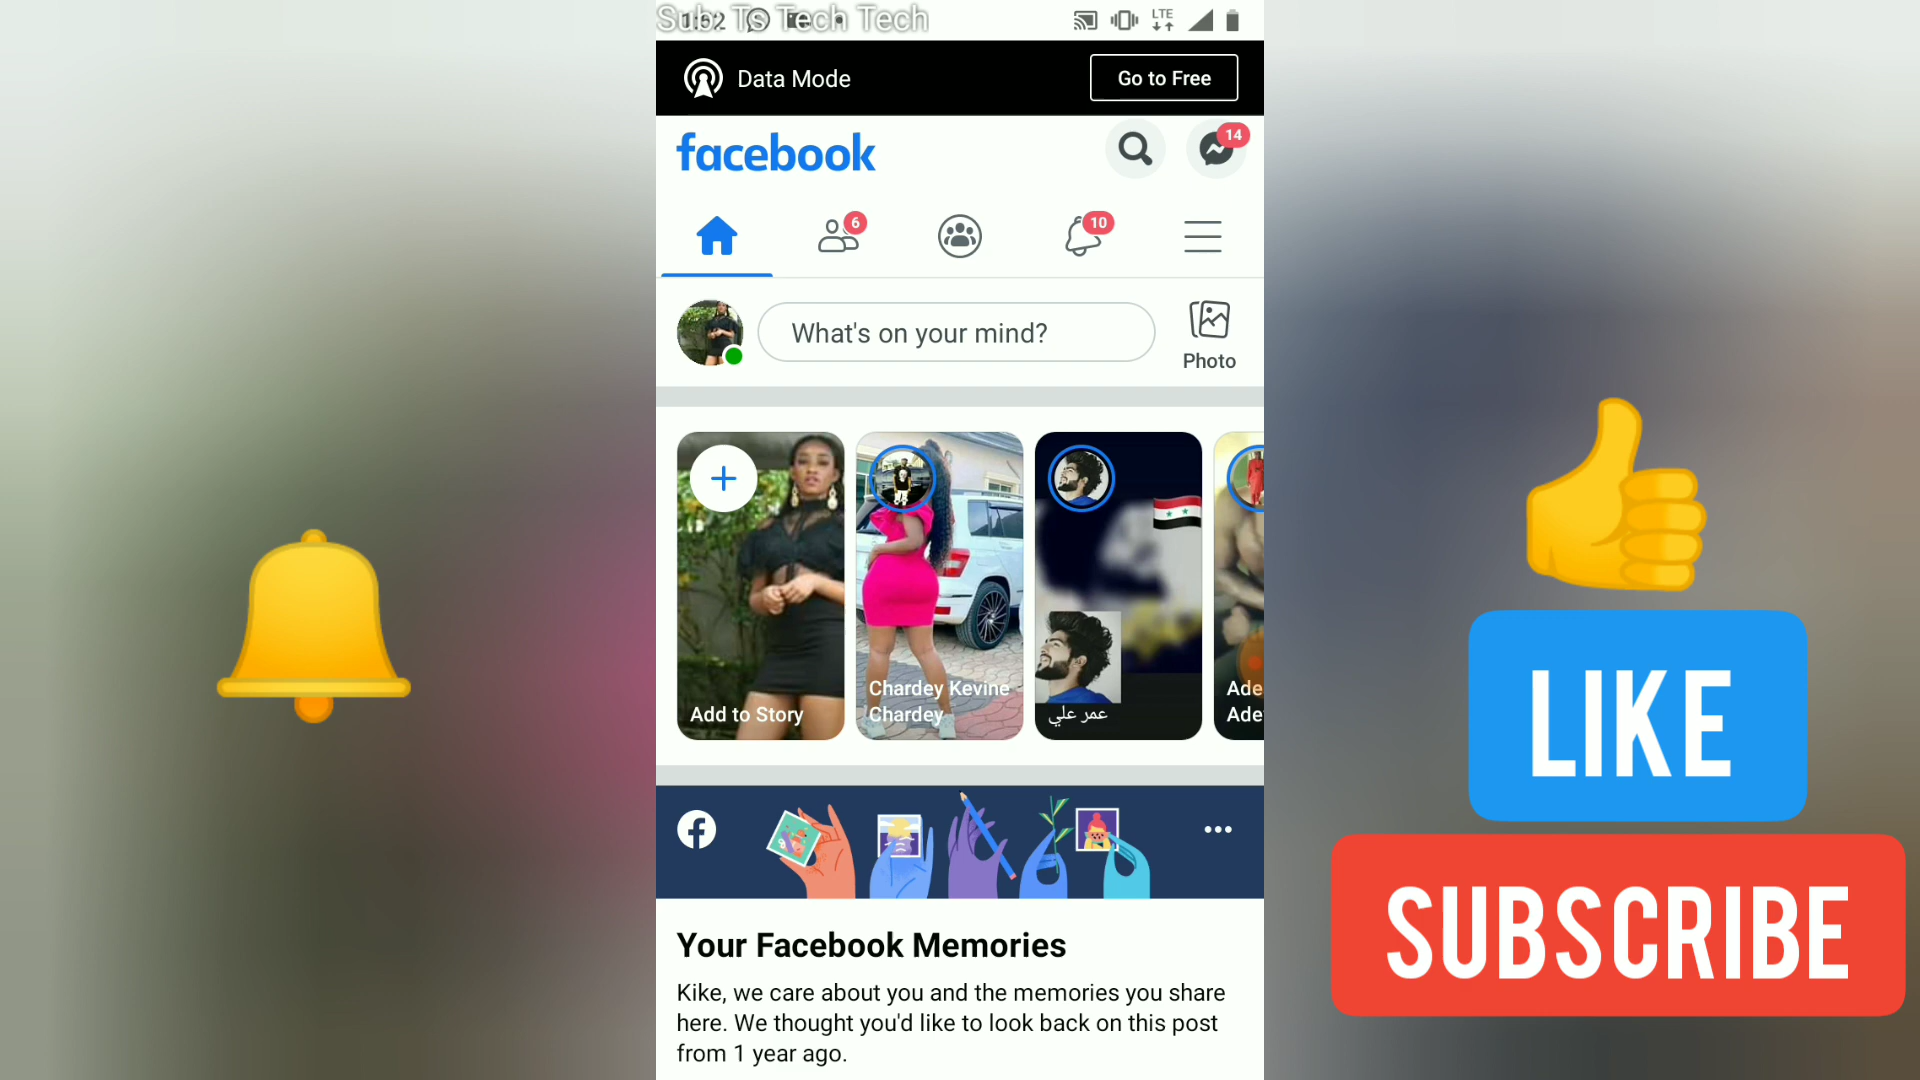 Sub: Ts Tech Tech
LTE
Data Mode
Go to Free
facebook
14
6
10
What's on your mind?
Photo
Add to Story
Chardey Kevine
Chardey
عمر علي
Ade
Ade
Your Facebook Memories
Kike, we care about you and the memories you share
here. We thought you'd like to look back on this post
from 1 year ago.
LIKE
SUBSCRIBE